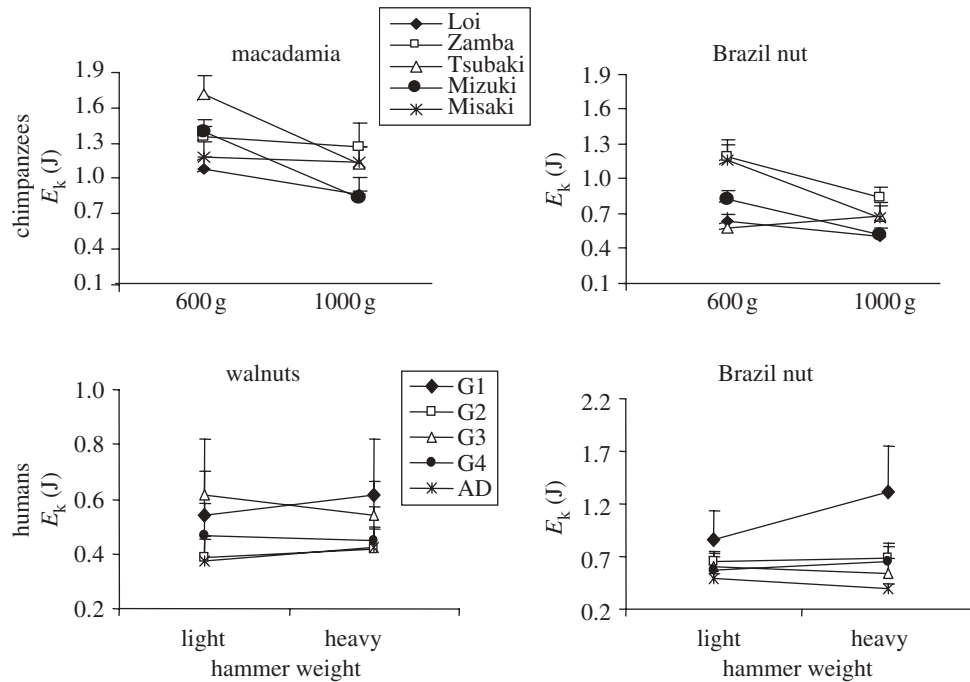 macadamia
Loi
Zamba
Tsubaki
Mizuki
Misaki
Brazil nut
chimpanzees
E_k (J)
1.9
1.6
1.3
1.0
0.7
0.4
0.1
600 g
1000 g
E_k (J)
1.9
1.6
1.3
1.0
0.7
0.4
0.1
600 g
1000 g
walnuts
G1
G2
G3
G4
AD
Brazil nut
humans
E_k (J)
1.0
0.8
0.6
0.4
0.2
light
heavy
hammer weight
E_k (J)
2.2
1.7
1.2
0.7
0.2
light
heavy
hammer weight